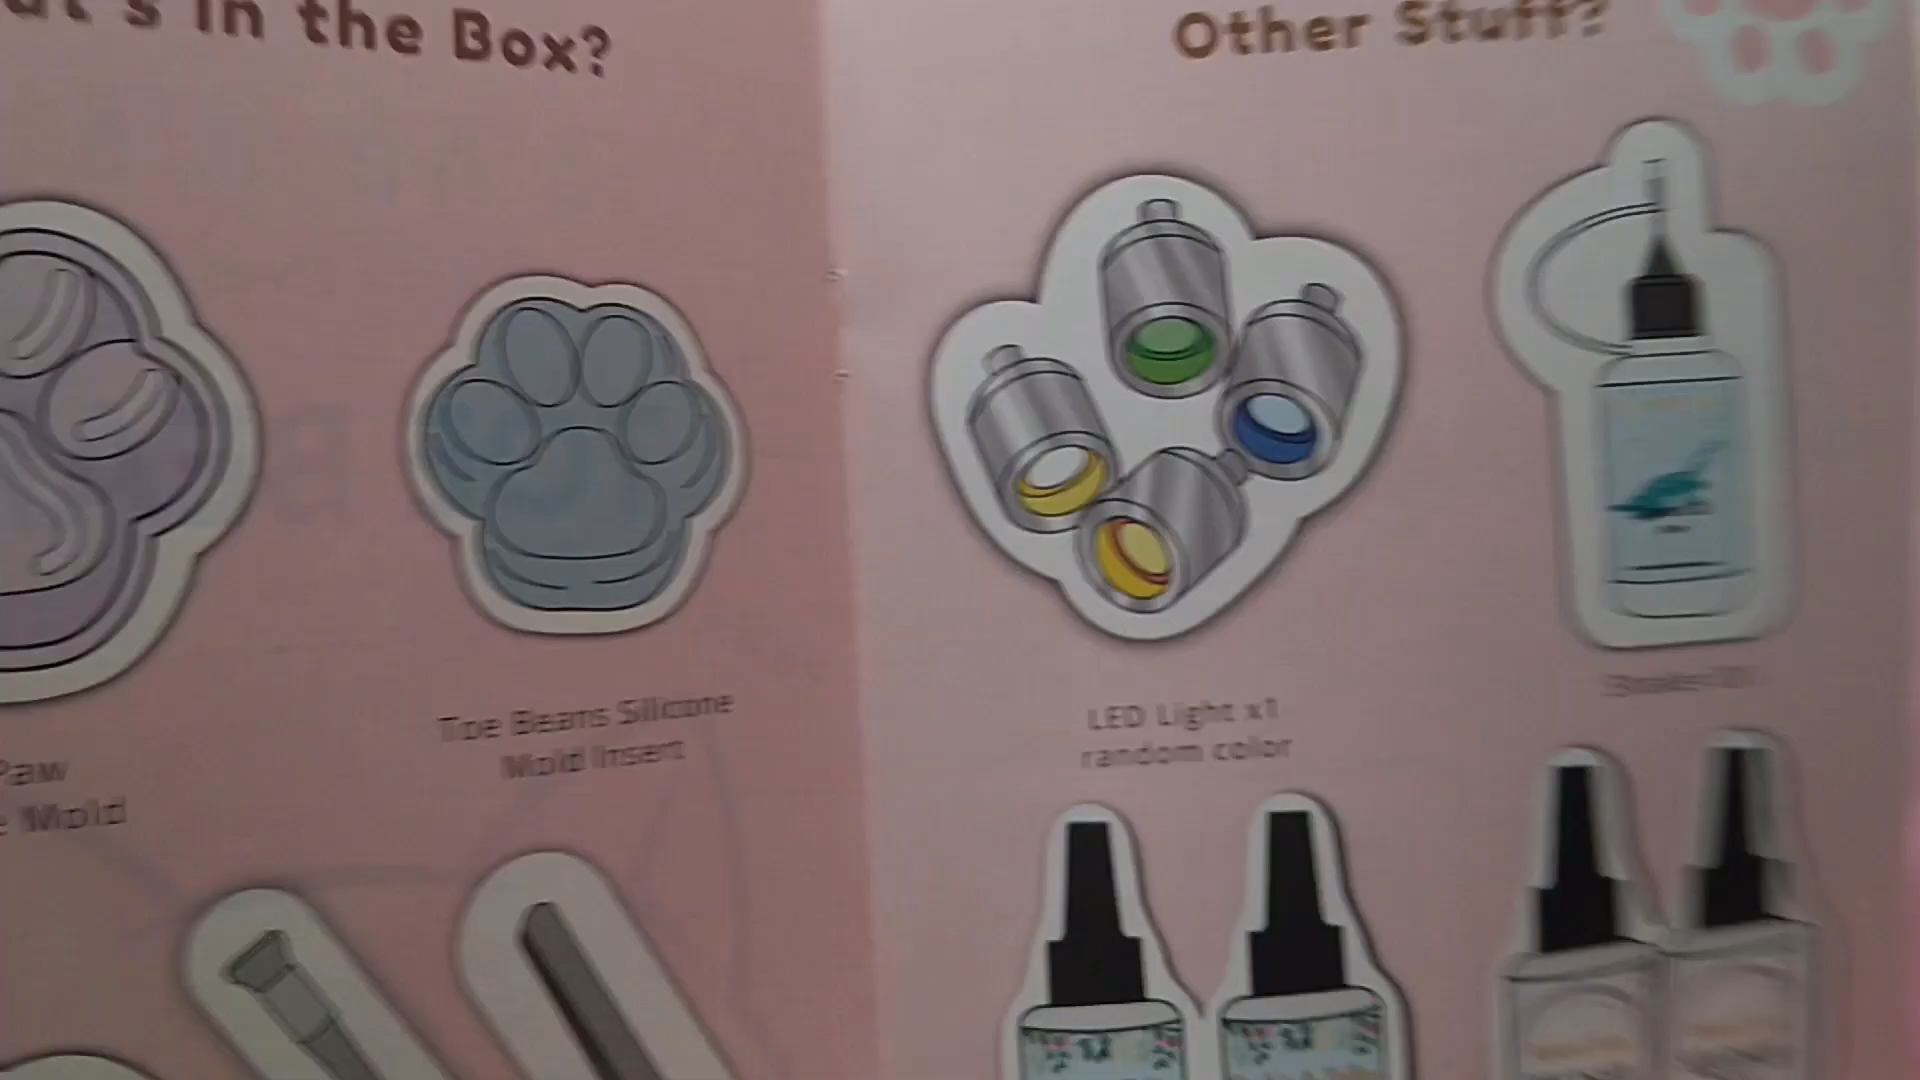 in the Box?
Other Stuff?
Toe Beans Silicone
Mold Insert
LED Light x1
random color
Paw
Mold